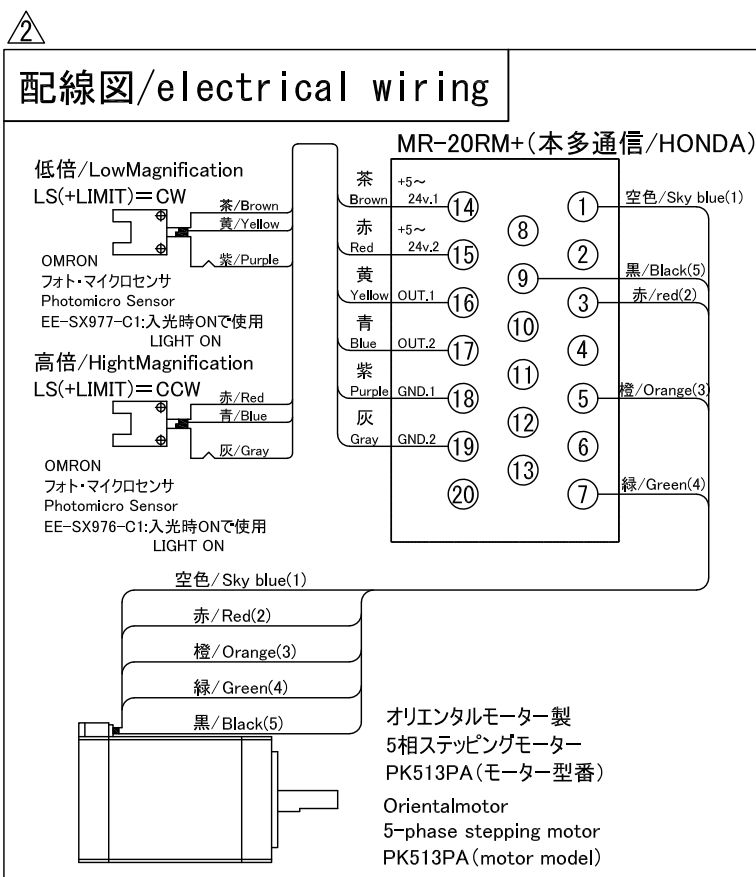 2
配線図/electrical wiring
MR-20RM+(本多通信/HONDA)
低倍/LowMagnification
LS(+LIMIT)=CW
茶/Brown
黄/Yellow
紫/Purple
OMRON
フォト・マイクロセンサ
Photomicro Sensor
EE-SX977-C1:入光時ONで使用
LIGHT ON
高倍/HightMagnification
LS(+LIMIT)=CCW
赤/Red
青/Blue
灰/Gray
OMRON
フォト・マイクロセンサ
Photomicro Sensor
EE-SX976-C1:入光時ONで使用
LIGHT ON
茶 +5~
Brown 24v.1 14
赤 +5~
Red 24v.2 15
黄
Yellow OUT.1 16
青
Blue OUT.2 17
紫
Purple GND.1 18
灰
Gray GND.2 19
20
8
9
10
11
12
13
1
2
3
4
5
6
7
空色/Sky blue(1)
黒/Black(5)
赤/red(2)
橙/Orange(3)
緑/Green(4)
空色/Sky blue(1)
赤/Red(2)
橙/Orange(3)
緑/Green(4)
黒/Black(5)
オリエンタルモーター製
5相ステッピングモーター
PK513PA(モーター型番)
Orientalmotor
5-phase stepping motor
PK513PA(motor model)